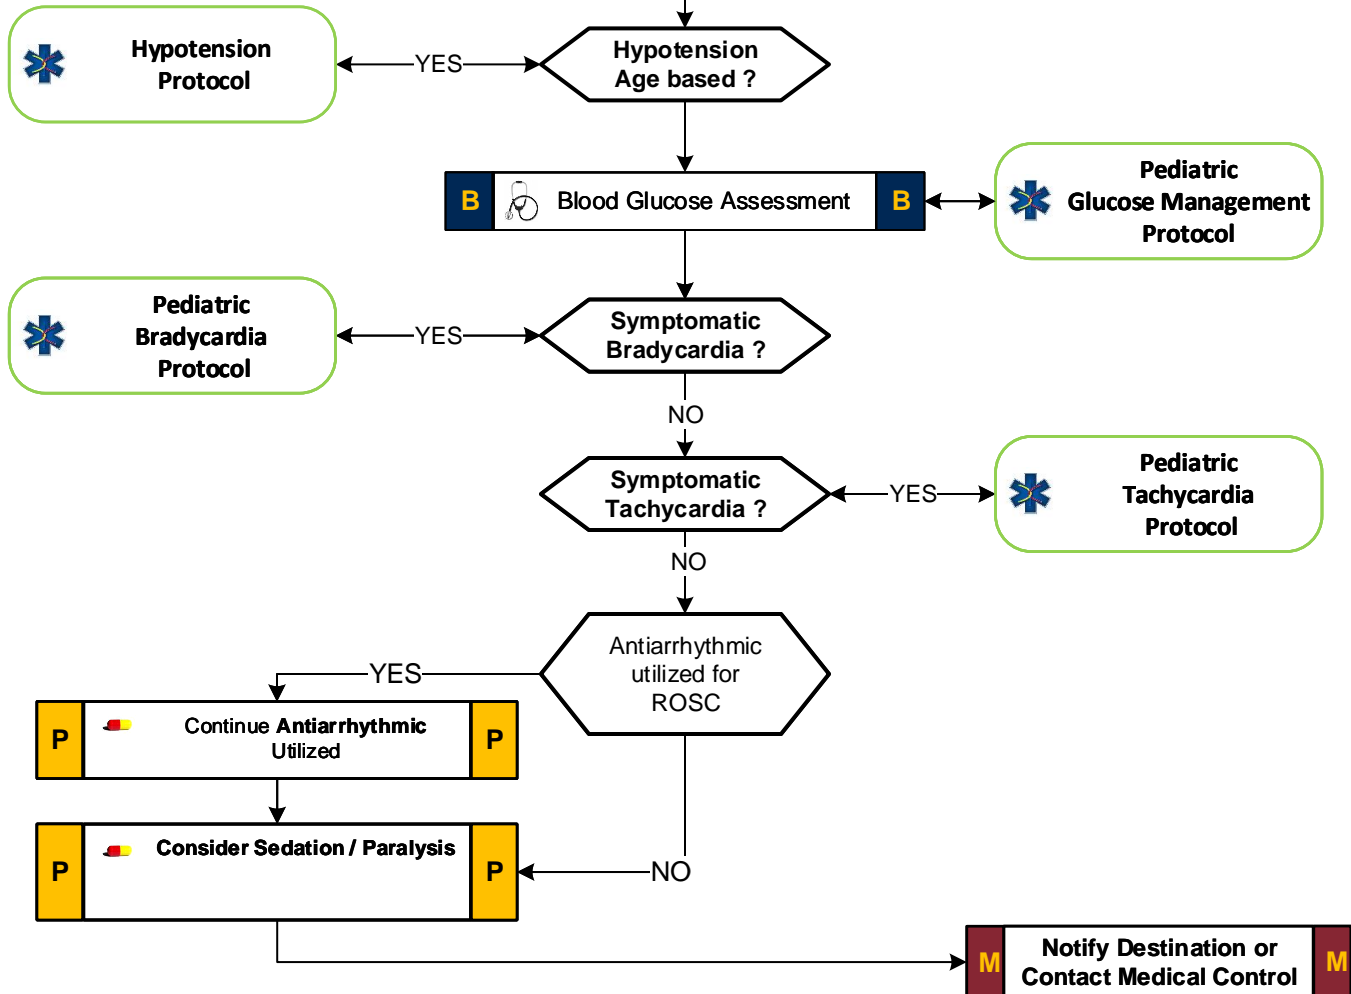 Hypotension
Protocol
YES
Hypotension
Age based ?
B
Blood Glucose Assessment
B
Pediatric
Glucose Management
Protocol
Pediatric
Bradycardia
Protocol
YES
Symptomatic
Bradycardia ?
NO
Symptomatic
Tachycardia ?
YES
Pediatric
Tachycardia
Protocol
NO
Antiarrhythmic
utilized for
ROSC
YES
P
Continue Antiarrhythmic
Utilized
P
P
Consider Sedation / Paralysis
P
NO
M
Notify Destination or
Contact Medical Control
M